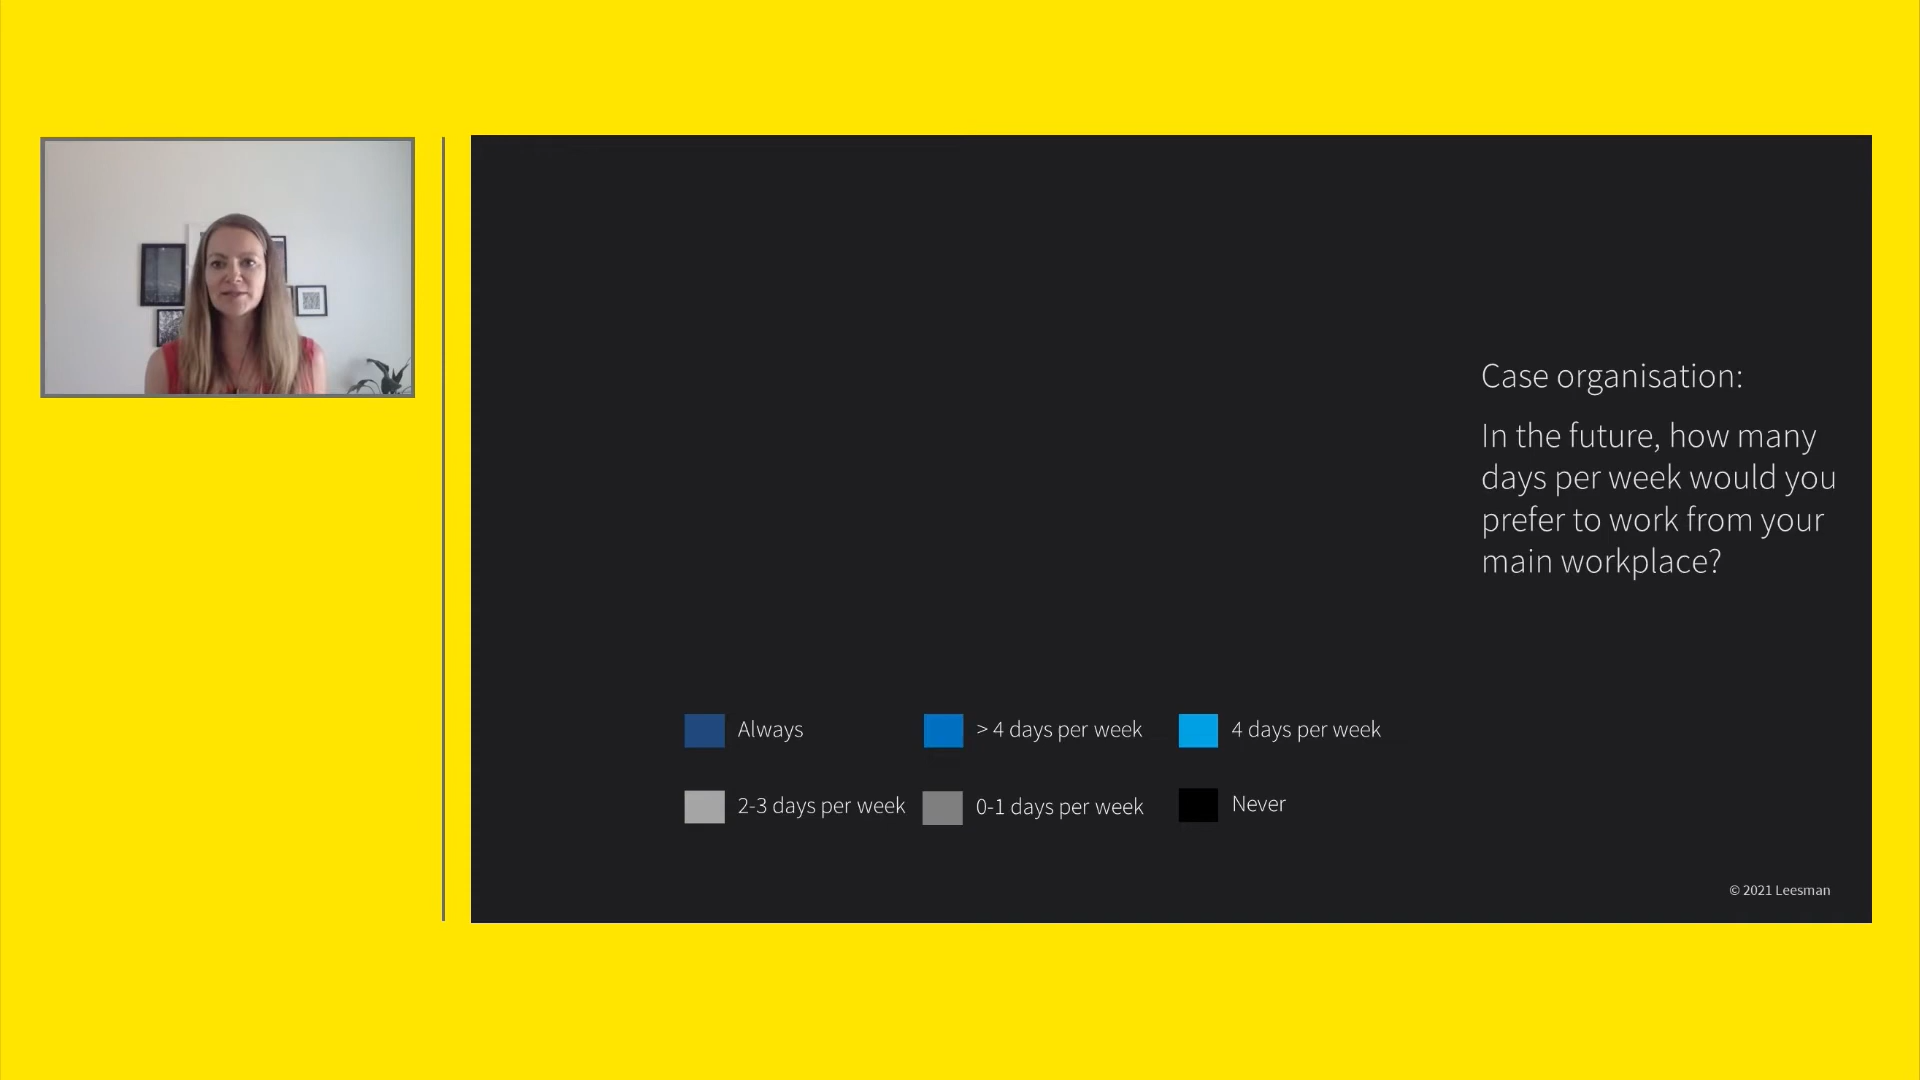 Case organisation:
In the future, how many
days per week would you
prefer to work from your
main workplace?
Always
> 4 days per week
4 days per week
2-3 days per week
0-1 days per week
Never
© 2021 Leesman